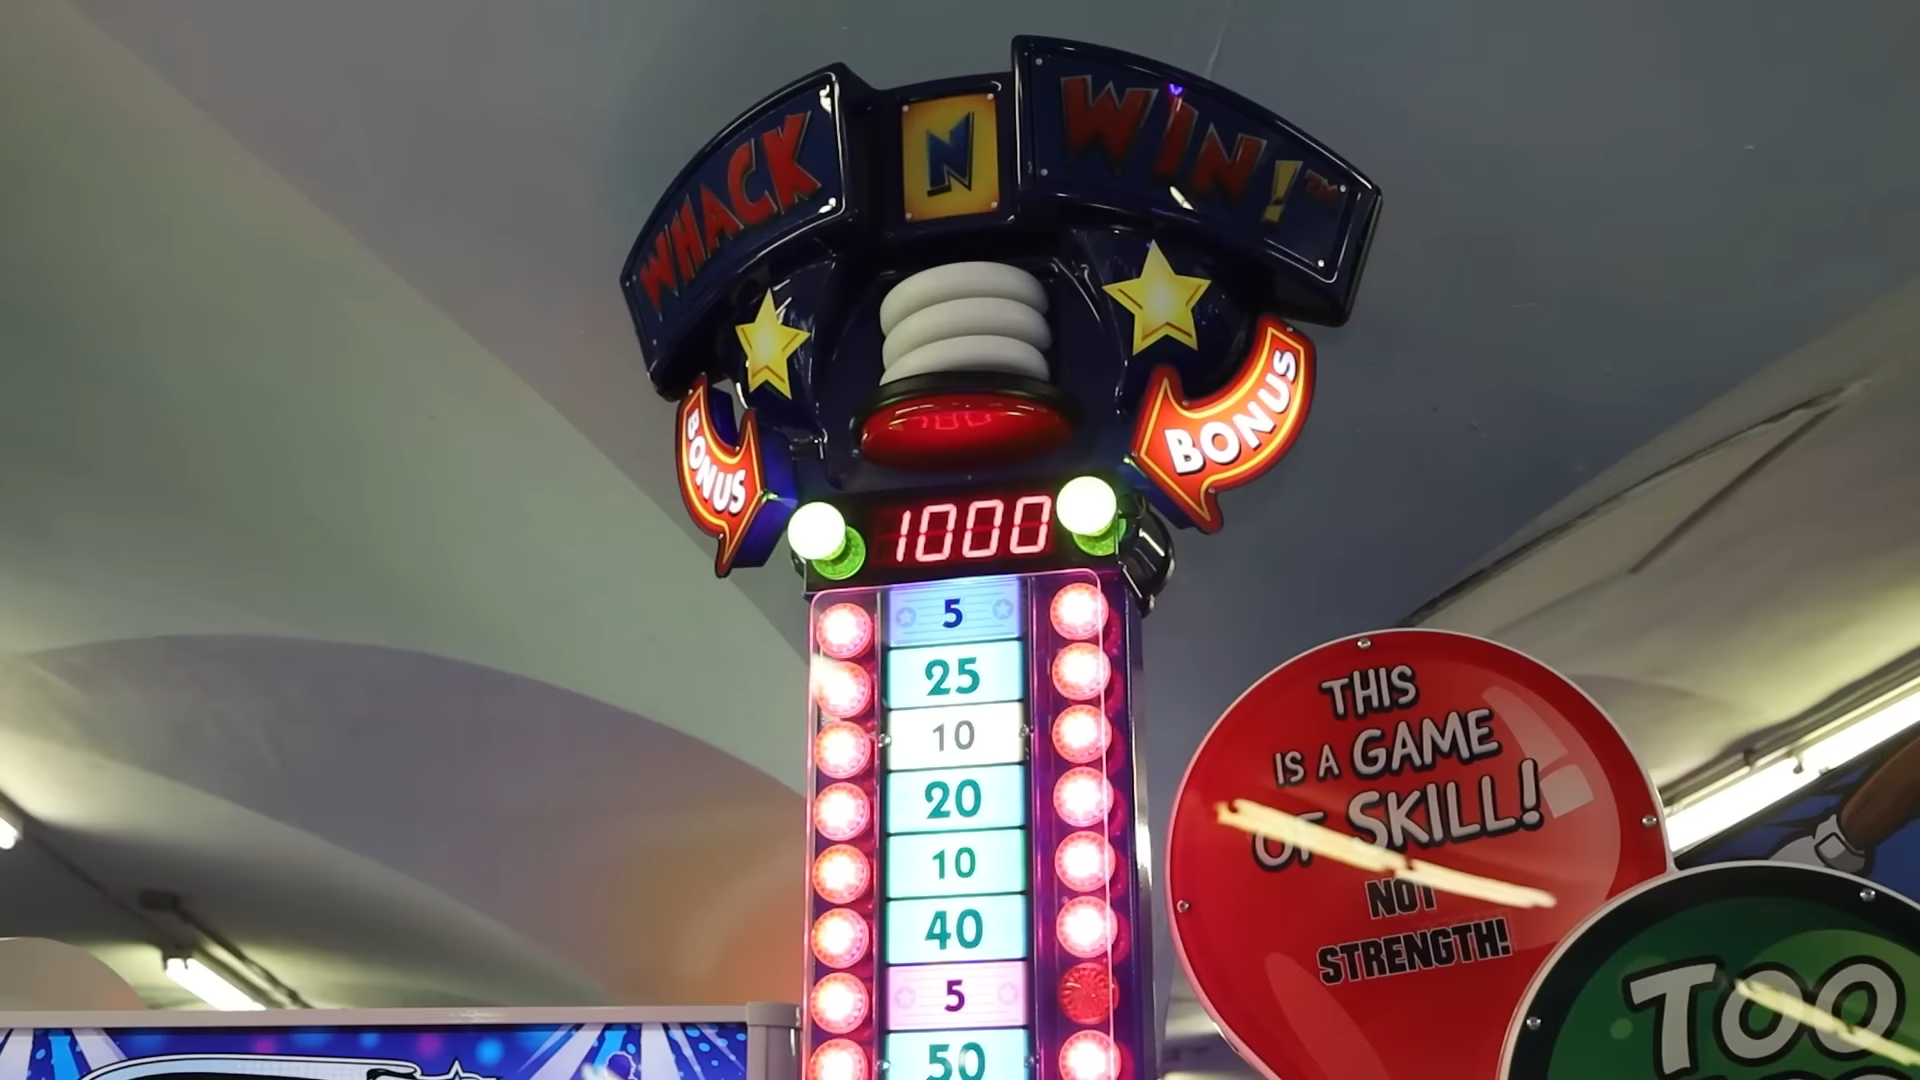 WHACK N WIN!™
BONUS
BONUS
1000
5
25
10
20
10
40
5
50
THIS
IS A GAME
OF SKILL!
NOT
STRENGTH!
TOO